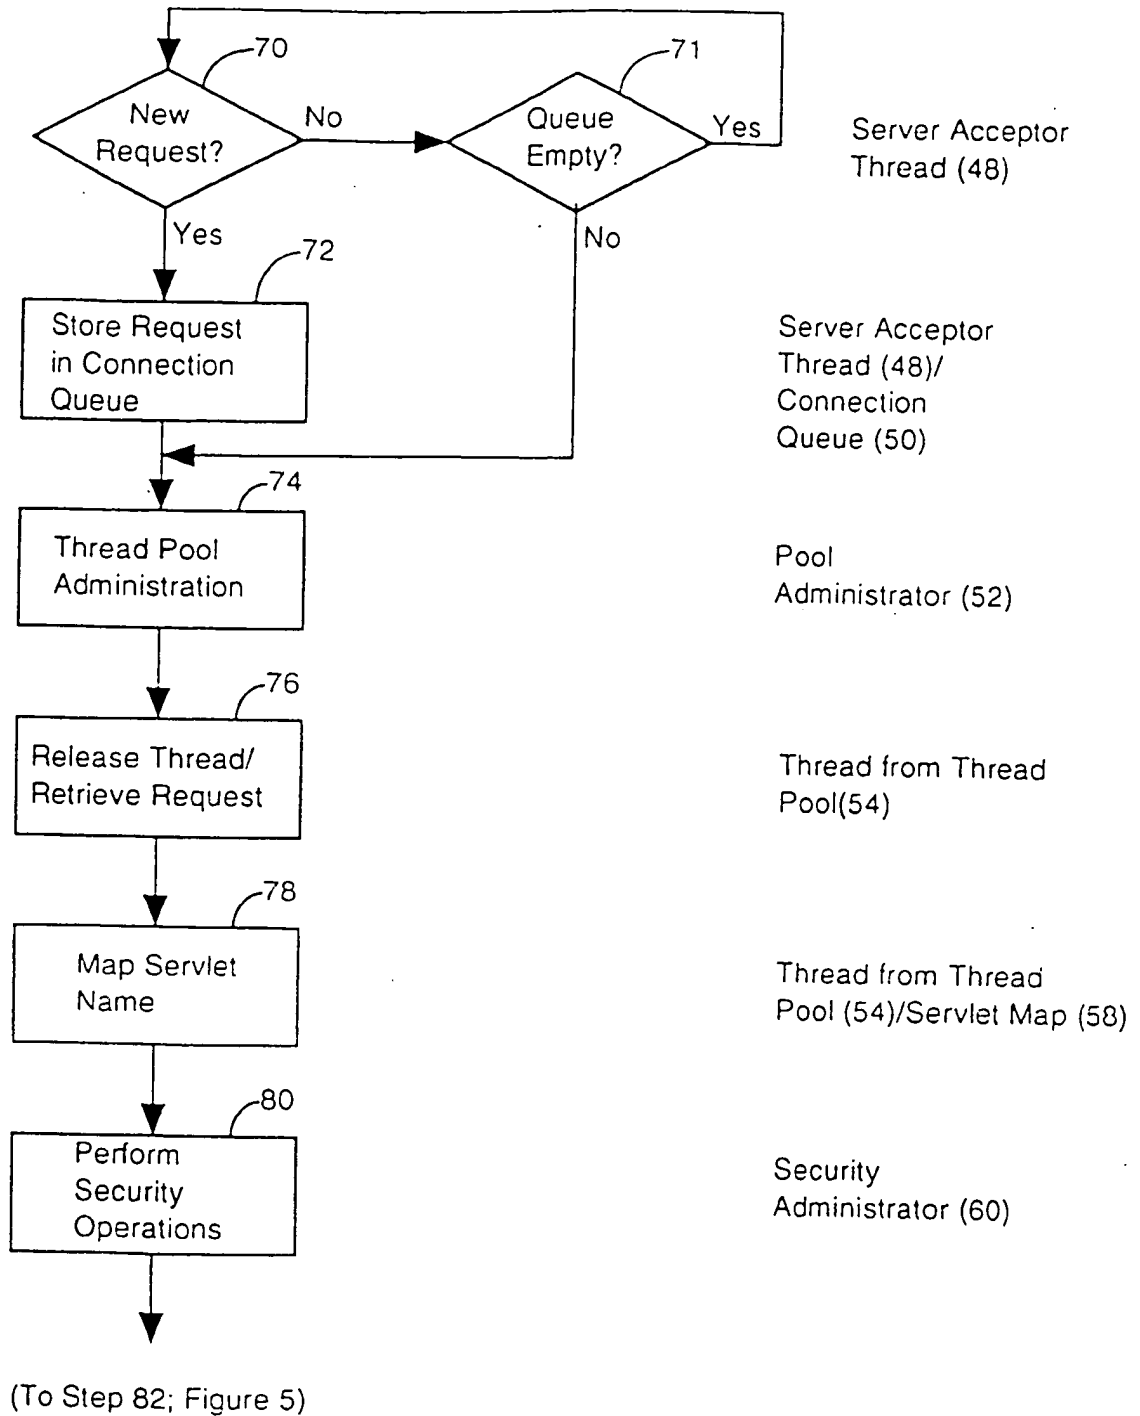 70
71
New
Request?
No
Queue
Empty?
Yes
Server Acceptor
Thread (48)
Yes
No
72
Store Request
in Connection
Queue
Server Acceptor
Thread (48)/
Connection
Queue (50)
74
Thread Pool
Administration
Pool
Administrator (52)
76
Release Thread/
Retrieve Request
Thread from Thread
Pool(54)
78
Map Servlet
Name
Thread from Thread
Pool (54)/Servlet Map (58)
80
Perform
Security
Operations
Security
Administrator (60)
(To Step 82; Figure 5)